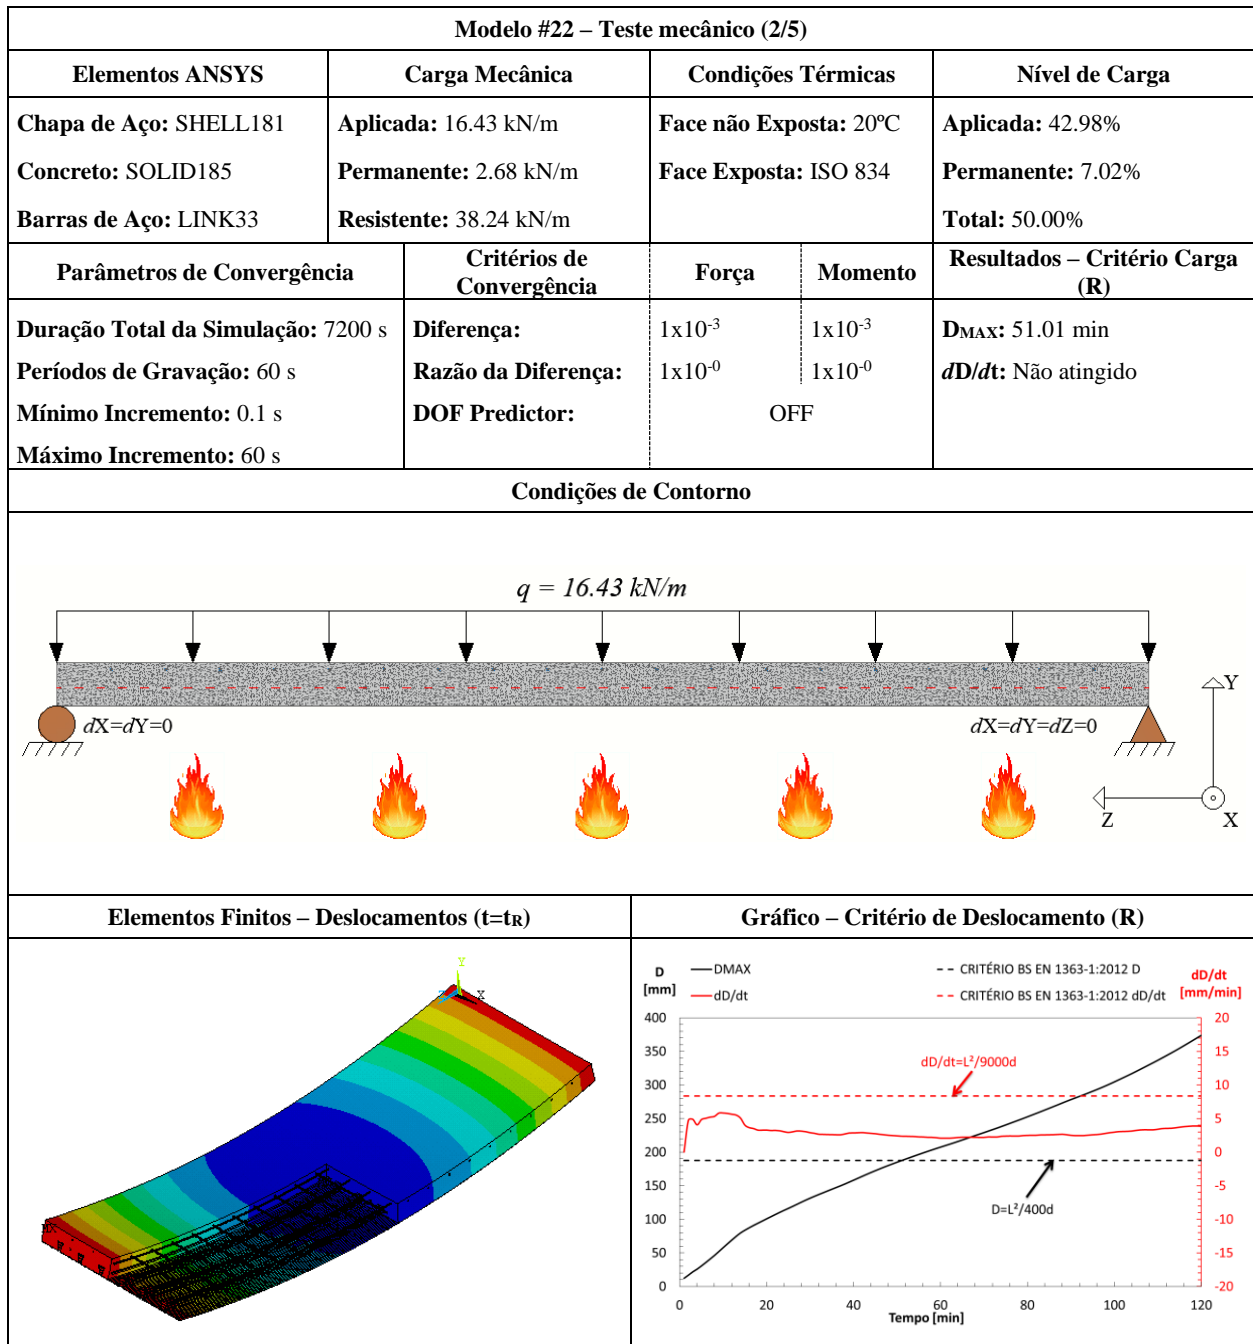 Modelo #22 – Teste mecânico (2/5)
Elementos ANSYS
Carga Mecânica
Condições Térmicas
Nível de Carga
Chapa de Aço: SHELL181
Concreto: SOLID185
Barras de Aço: LINK33
Aplicada: 16.43 kN/m
Permanente: 2.68 kN/m
Resistente: 38.24 kN/m
Face não Exposta: 20ºC
Face Exposta: ISO 834
Aplicada: 42.98%
Permanente: 7.02%
Total: 50.00%
Parâmetros de Convergência
Critérios de
Convergência
Força
Momento
Resultados – Critério Carga
(R)
Duração Total da Simulação: 7200 s
Períodos de Gravação: 60 s
Mínimo Incremento: 0.1 s
Máximo Incremento: 60 s
Diferença: 1x10⁻³ 1x10⁻³
Razão da Diferença: 1x10⁻⁰ 1x10⁻⁰
DOF Predictor: OFF
DMAX: 51.01 min
dD/dt: Não atingido
Condições de Contorno
q = 16.43 kN/m
dX=dY=0
dX=dY=dZ=0
Y
Z
X
Elementos Finitos – Deslocamentos (t=tR)
Y
Z
X
MX
Gráfico – Critério de Deslocamento (R)
D
[mm]
DMAX
CRITÉRIO BS EN 1363-1:2012 D
dD/dt
CRITÉRIO BS EN 1363-1:2012 dD/dt
dD/dt
[mm/min]
400
350
300
250
200
150
100
50
0
20
15
10
5
0
-5
-10
-15
-20
dD/dt=L²/9000d
D=L²/400d
0 20 40 60 80 100 120
Tempo [min]